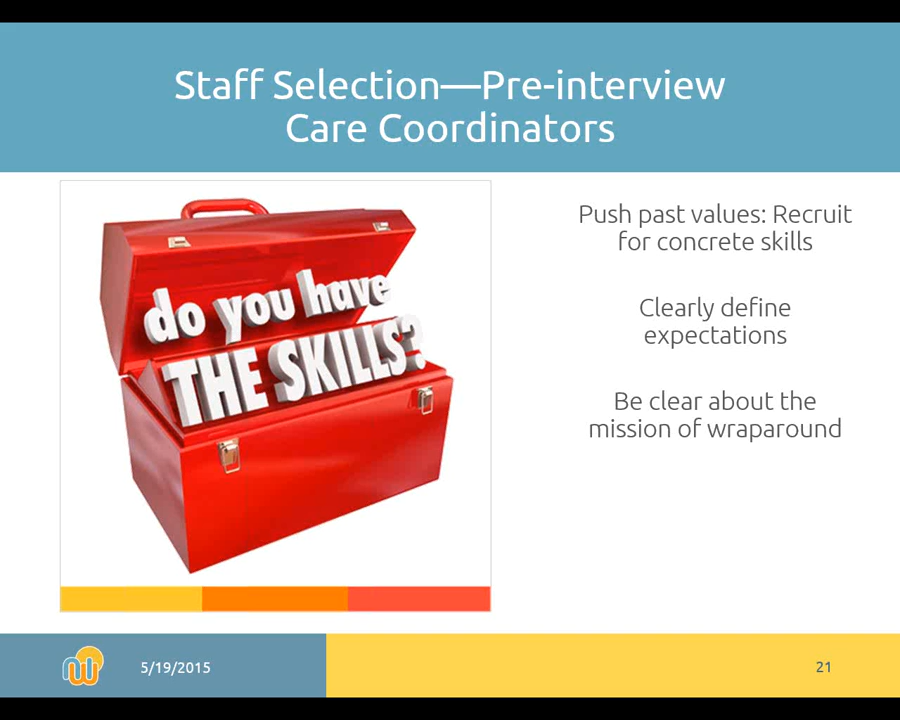 Staff Selection—Pre-interview
Care Coordinators
do you have
THE SKILLS?
Push past values: Recruit
for concrete skills
Clearly define
expectations
Be clear about the
mission of wraparound
5/19/2015
21